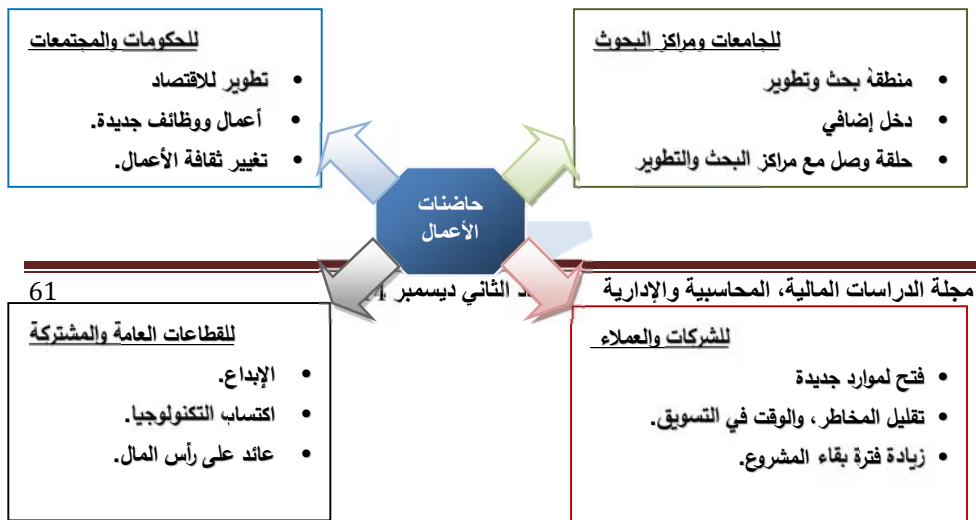 للجامعات ومراكز البحوث
• منطقة بحث وتطوير
• دخل إضافي
• حلقة وصل مع مراكز البحث والتطوير
للحكومات والمجتمعات
• تطوير للاقتصاد
• أعمال ووظائف جديدة.
• تغيير ثقافة الأعمال.
حاضنات
الأعمال
مجلة الدراسات المالية، المحاسبية والإدارية الثاني ديسمبر 61
للشركات والعملاء
• فتح لموارد جديدة
• تقليل المخاطر، والوقت في التسويق.
• زيادة فترة بقاء المشروع.
للقطاعات العامة والمشتركة
• الإبداع.
• اكتساب التكنولوجيا.
• عائد على رأس المال.